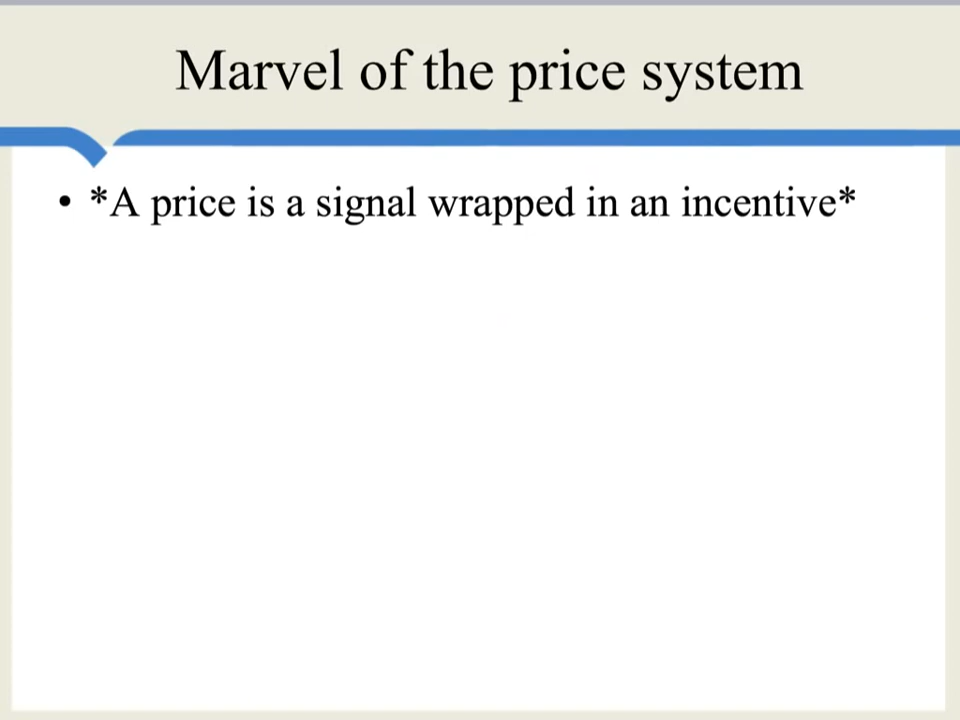 Marvel of the price system
• *A price is a signal wrapped in an incentive*